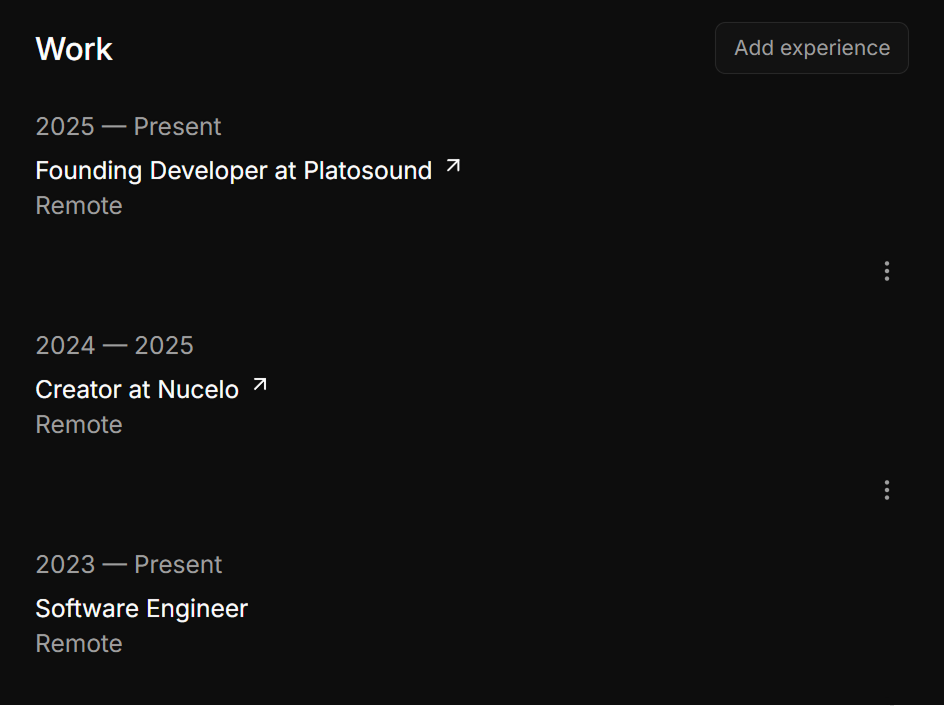 Work
Add experience
2025 — Present
Founding Developer at Platosound
Remote
2024 — 2025
Creator at Nucelo
Remote
2023 — Present
Software Engineer
Remote